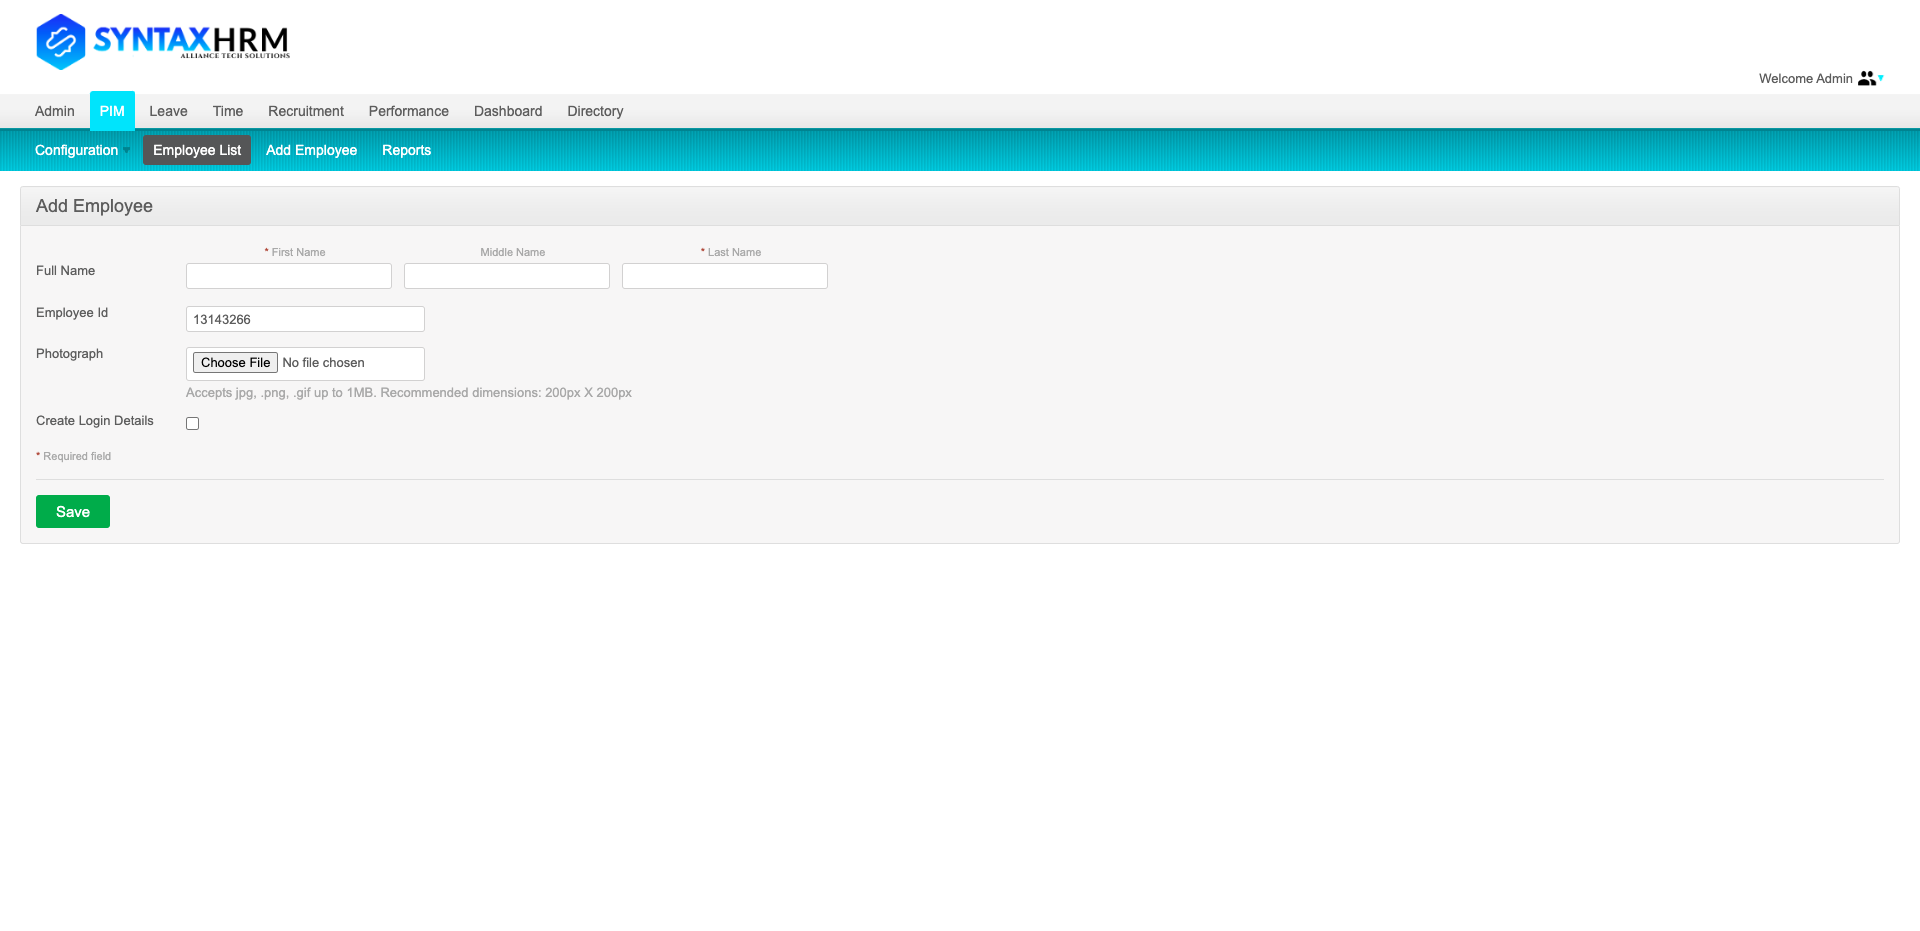 SYNTAXHRM
ALLIANCE TECH SOLUTIONS
Welcome Admin
Admin PIM Leave Time Recruitment Performance Dashboard Directory
Configuration Employee List Add Employee Reports
Add Employee
* First Name Middle Name * Last Name
Full Name
Employee Id 13143266
Photograph Choose File No file chosen
Accepts jpg, .png, .gif up to 1MB. Recommended dimensions: 200px X 200px
Create Login Details
* Required field
Save